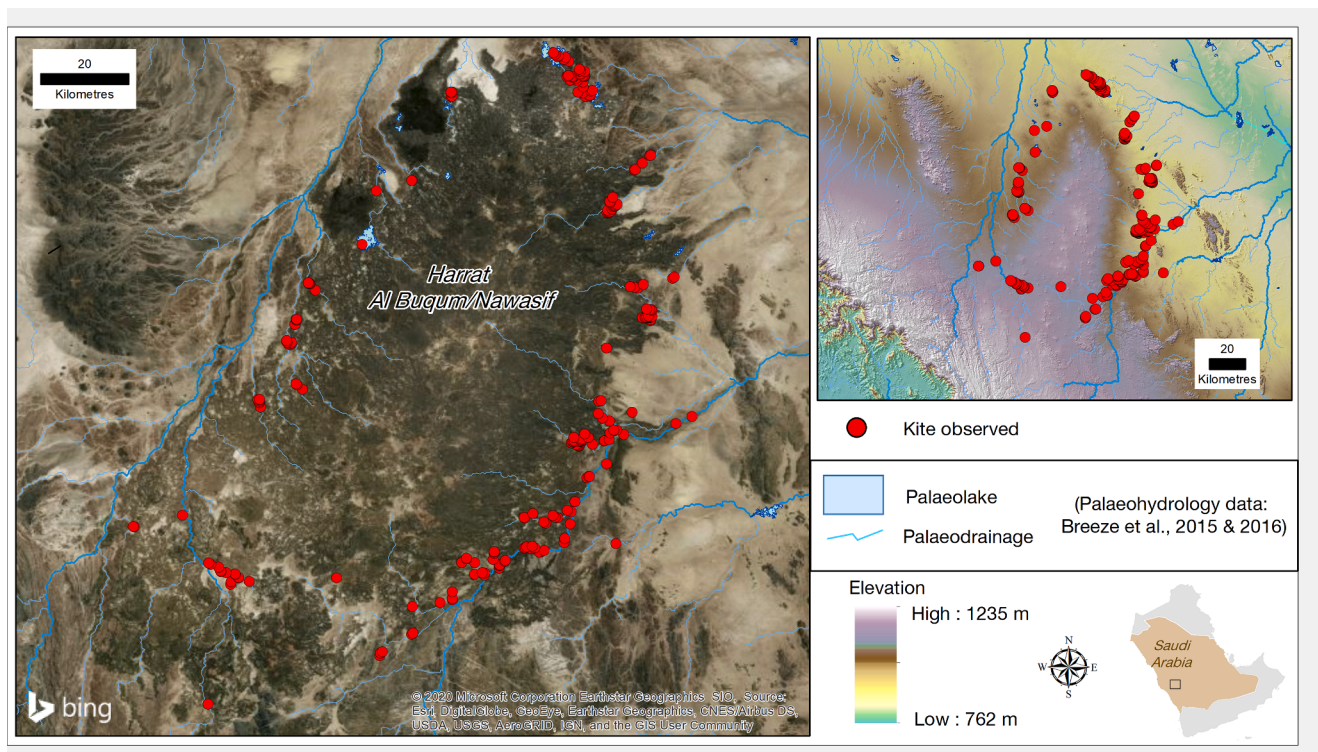 20
Kilometres
Harrat
Al Buqum/Nawasif
© 2020 Microsoft Corporation Earthstar Geographics SIO, Source:
Esri, DigitalGlobe, GeoEye, Earthstar Geographics, CNES/Airbus DS,
USDA, USGS, AeroGRID, IGN, and the GIS User Community
bing
20
Kilometres
Kite observed
Palaeolake
Palaeodrainage
(Palaeohydrology data:
Breeze et al., 2015 & 2016)
Elevation
High : 1235 m
Low : 762 m
N
W E
S
Saudi
Arabia